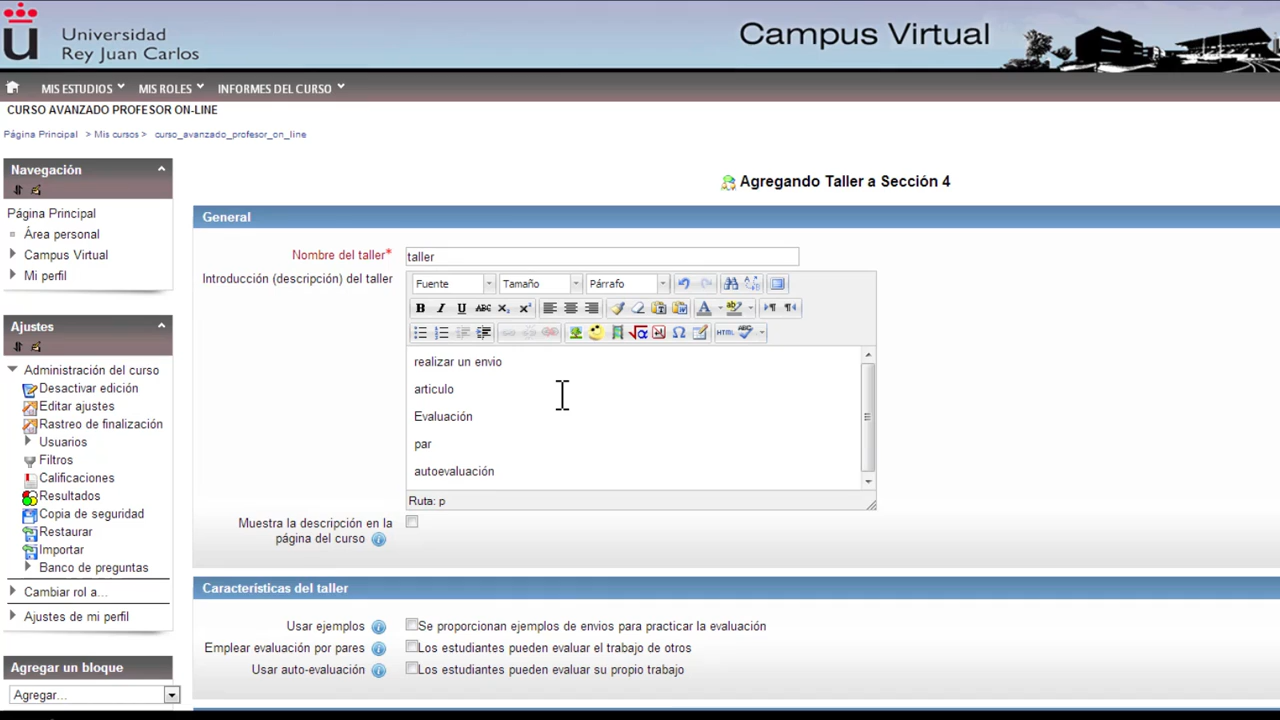 Universidad
Rey Juan Carlos
Campus Virtual
MIS ESTUDIOS MIS ROLES INFORMES DEL CURSO
CURSO AVANZADO PROFESOR ON-LINE
Página Principal > Mis cursos > curso_avanzado_profesor_on_line
Navegación
Página Principal
Área personal
Campus Virtual
Mi perfil
Ajustes
Administración del curso
Desactivar edición
Editar ajustes
Rastreo de finalización
Usuarios
Filtros
Calificaciones
Resultados
Copia de seguridad
Restaurar
Importar
Banco de preguntas
Cambiar rol a...
Ajustes de mi perfil
Agregar un bloque
Agregar...
Agregando Taller a Sección 4
General
Nombre del taller* taller
Introducción (descripción) del taller
Fuente Tamaño Párrafo
B I U ABC X₂ X² A ab
Ω HTML ABC
realizar un envio
articulo
Evaluación
par
autoevaluación
Ruta: p
Muestra la descripción en la
página del curso
Características del taller
Usar ejemplos Se proporcionan ejemplos de envios para practicar la evaluación
Emplear evaluación por pares Los estudiantes pueden evaluar el trabajo de otros
Usar auto-evaluación Los estudiantes pueden evaluar su propio trabajo